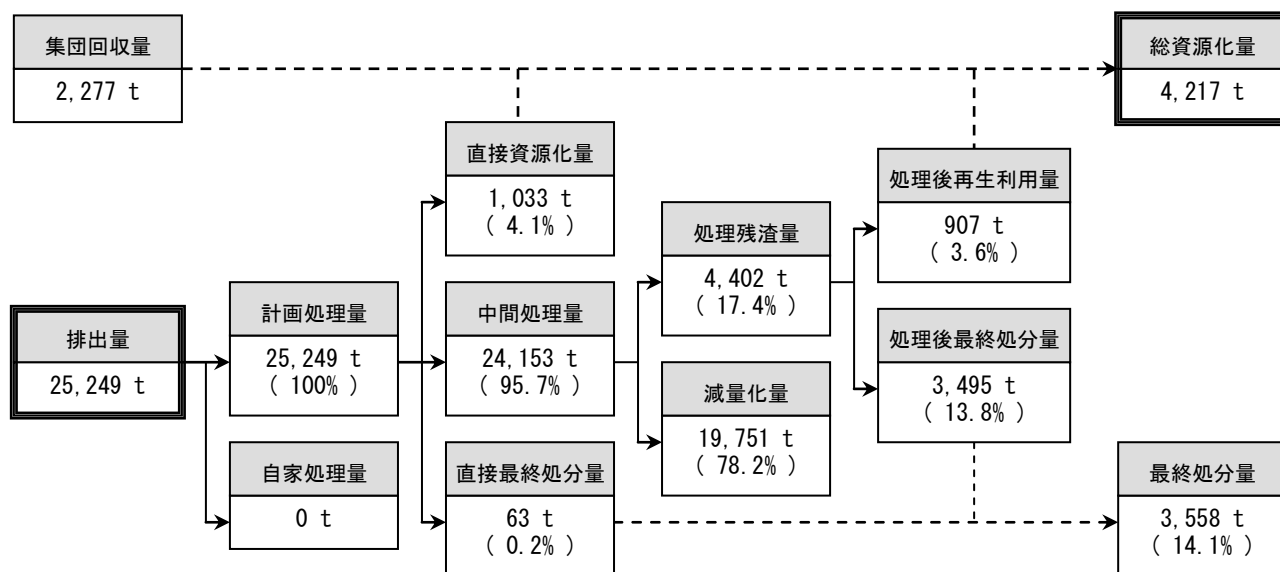 集団回収量
2,277 t
総資源化量
4,217 t
直接資源化量
1,033 t
( 4.1% )
処理後再生利用量
907 t
( 3.6% )
処理残渣量
4,402 t
( 17.4% )
排出量
25,249 t
計画処理量
25,249 t
( 100% )
中間処理量
24,153 t
( 95.7% )
処理後最終処分量
3,495 t
( 13.8% )
減量化量
19,751 t
( 78.2% )
自家処理量
0 t
直接最終処分量
63 t
( 0.2% )
最終処分量
3,558 t
( 14.1% )